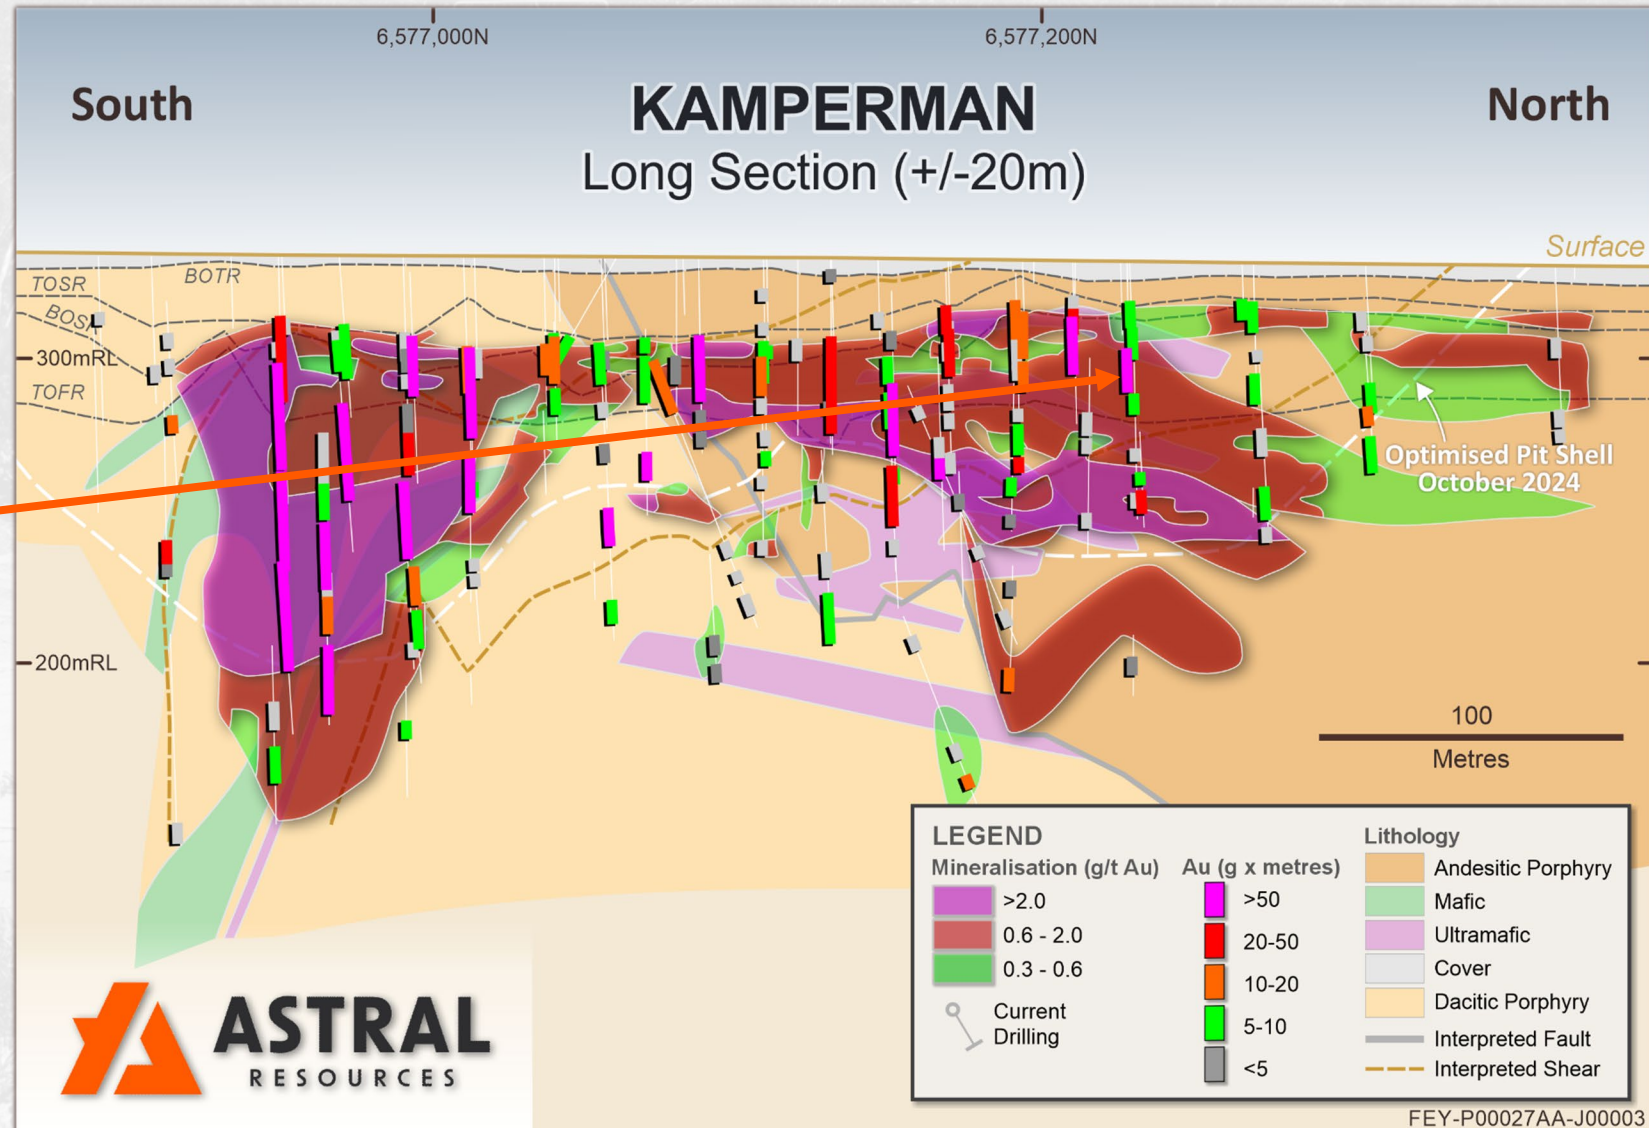 6,577,000N
6,577,200N
South
KAMPERMAN
North
Long Section (+/-20m)
Surface
TOSR
BOTR
BOSR
300mRL
TOFR
Optimised Pit Shell
October 2024
200mRL
100
Metres
LEGEND
Mineralisation (g/t Au)
>2.0
0.6 - 2.0
0.3 - 0.6
Current
Drilling
Au (g x metres)
>50
20-50
10-20
5-10
<5
Lithology
Andesitic Porphyry
Mafic
Ultramafic
Cover
Dacitic Porphyry
Interpreted Fault
Interpreted Shear
ASTRAL
RESOURCES
FEY-P00027AA-J00003